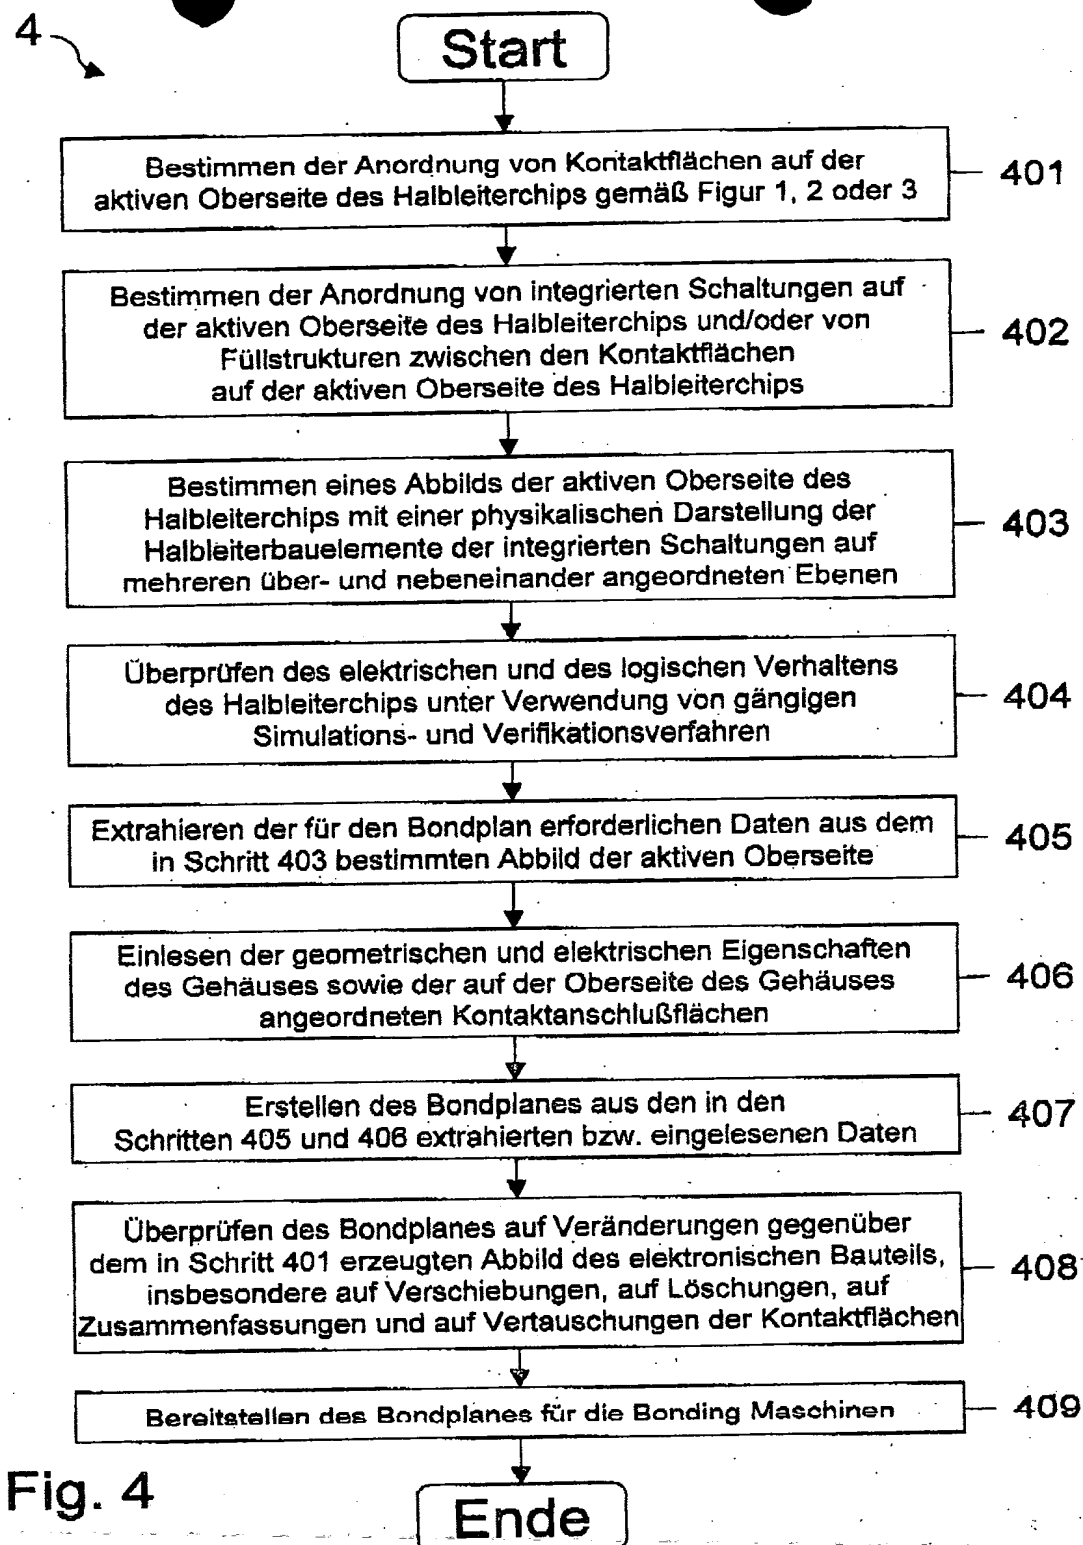 4
Start
Bestimmen der Anordnung von Kontaktflächen auf der
aktiven Oberseite des Halbleiterchips gemäß Figur 1, 2 oder 3
401
Bestimmen der Anordnung von integrierten Schaltungen auf
der aktiven Oberseite des Halbleiterchips und/oder von
Füllstrukturen zwischen den Kontaktflächen
auf der aktiven Oberseite des Halbleiterchips
402
Bestimmen eines Abbilds der aktiven Oberseite des
Halbleiterchips mit einer physikalischen Darstellung der
Halbleiterbauelemente der integrierten Schaltungen auf
mehreren über- und nebeneinander angeordneten Ebenen
403
Überprüfen des elektrischen und des logischen Verhaltens
des Halbleiterchips unter Verwendung von gängigen
Simulations- und Verifikationsverfahren
404
Extrahieren der für den Bondplan erforderlichen Daten aus dem
in Schritt 403 bestimmten Abbild der aktiven Oberseite
405
Einlesen der geometrischen und elektrischen Eigenschaften
des Gehäuses sowie der auf der Oberseite des Gehäuses
angeordneten Kontaktanschlußflächen
406
Erstellen des Bondplanes aus den in den
Schritten 405 und 406 extrahierten bzw. eingelesenen Daten
407
Überprüfen des Bondplanes auf Veränderungen gegenüber
dem in Schritt 401 erzeugten Abbild des elektronischen Bauteils,
insbesondere auf Verschiebungen, auf Löschungen, auf
Zusammenfassungen und auf Vertauschungen der Kontaktflächen
408
Bereitstellen des Bondplanes für die Bonding Maschinen
409
Fig. 4
Ende